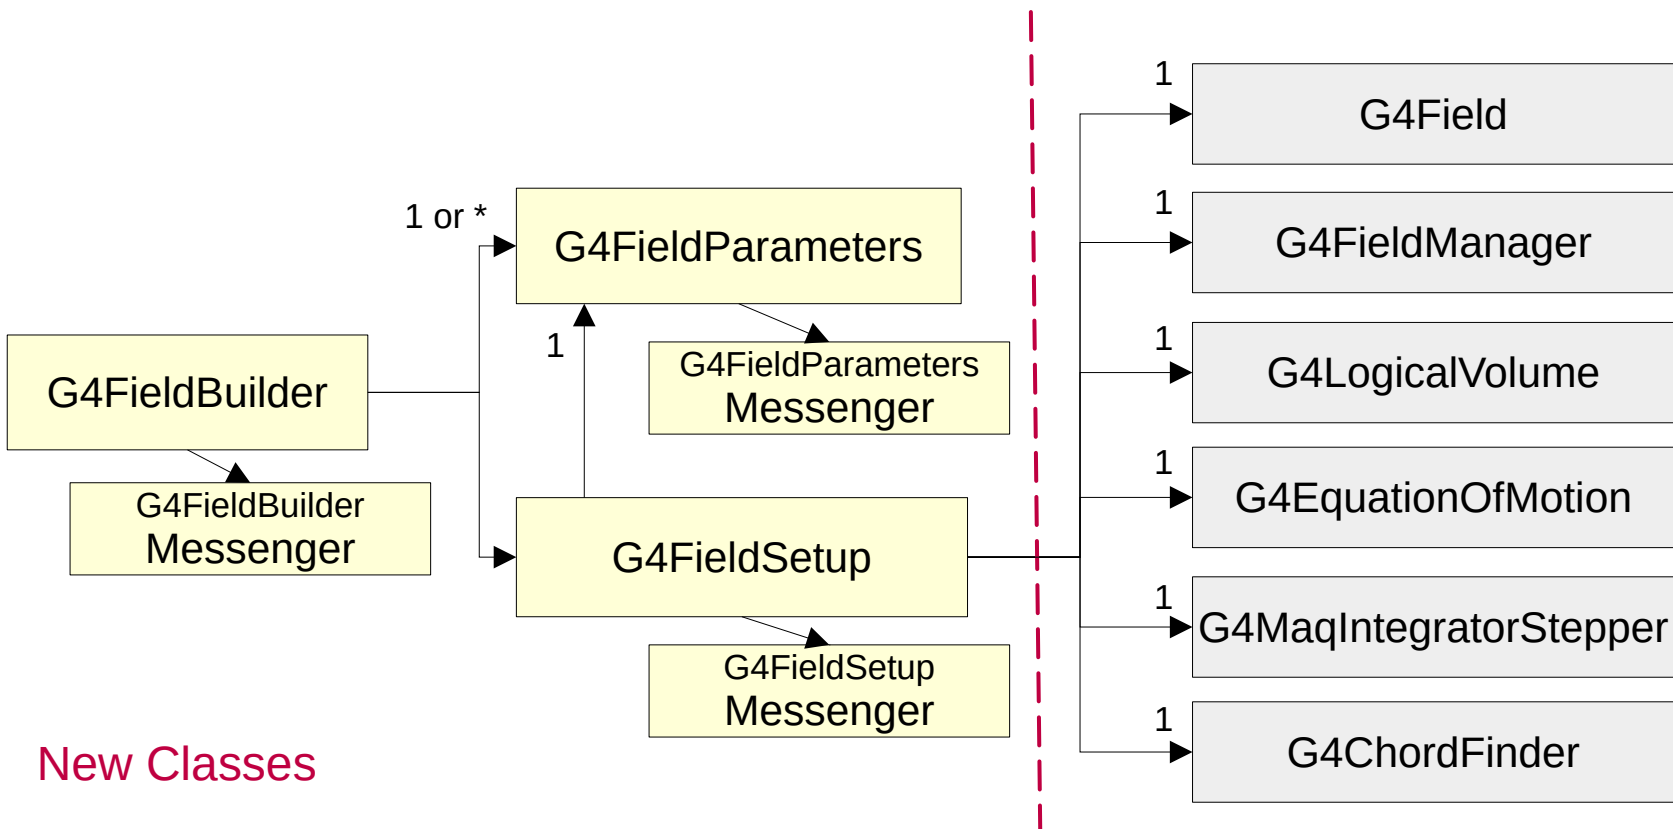 1
G4Field
1 or *
G4FieldParameters
1
G4FieldManager
1
G4FieldParameters
Messenger
1
G4LogicalVolume
G4FieldBuilder
G4FieldBuilder
Messenger
1
G4EquationOfMotion
G4FieldSetup
1
G4MaqIntegratorStepper
G4FieldSetup
Messenger
1
G4ChordFinder
New Classes